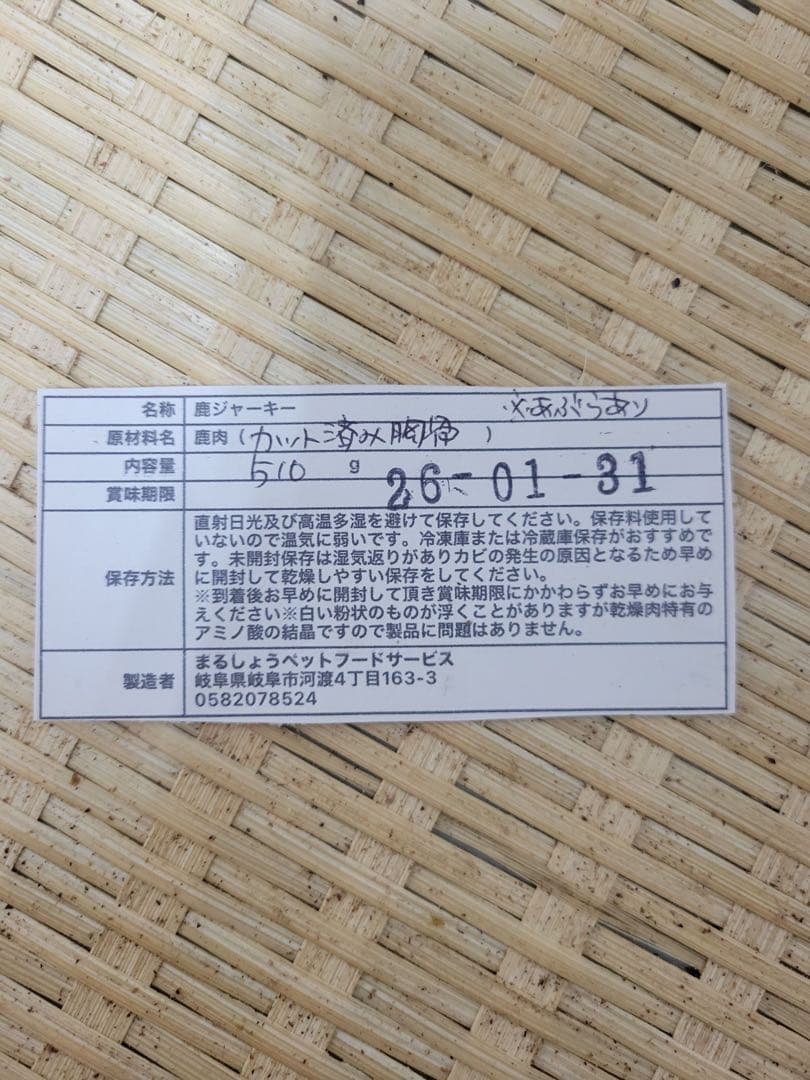 名称 鹿ジャーキー ※あぶらあり
原材料名 鹿肉(カット済み胸)
内容量 510 g
賞味期限 26-01-31
保存方法
直射日光及び高温多湿を避けて保存してください。保存料使用して
いないので温気に弱いです。冷凍庫または冷蔵庫保存がおすすめで
す。未開封保存は湿気返りがありカビの発生の原因となるため早め
に開封して乾燥しやすい保存をしてください。
※到着後お早めに開封して頂き賞味期限にかかわらずお早めにお与
えください※白い粉状のものが浮くことがありますが乾燥肉特有の
アミノ酸の結晶ですので製品に問題はありません。
製造者
まるしょうペットフードサービス
岐阜県岐阜市河渡4丁目163-3
0582078524